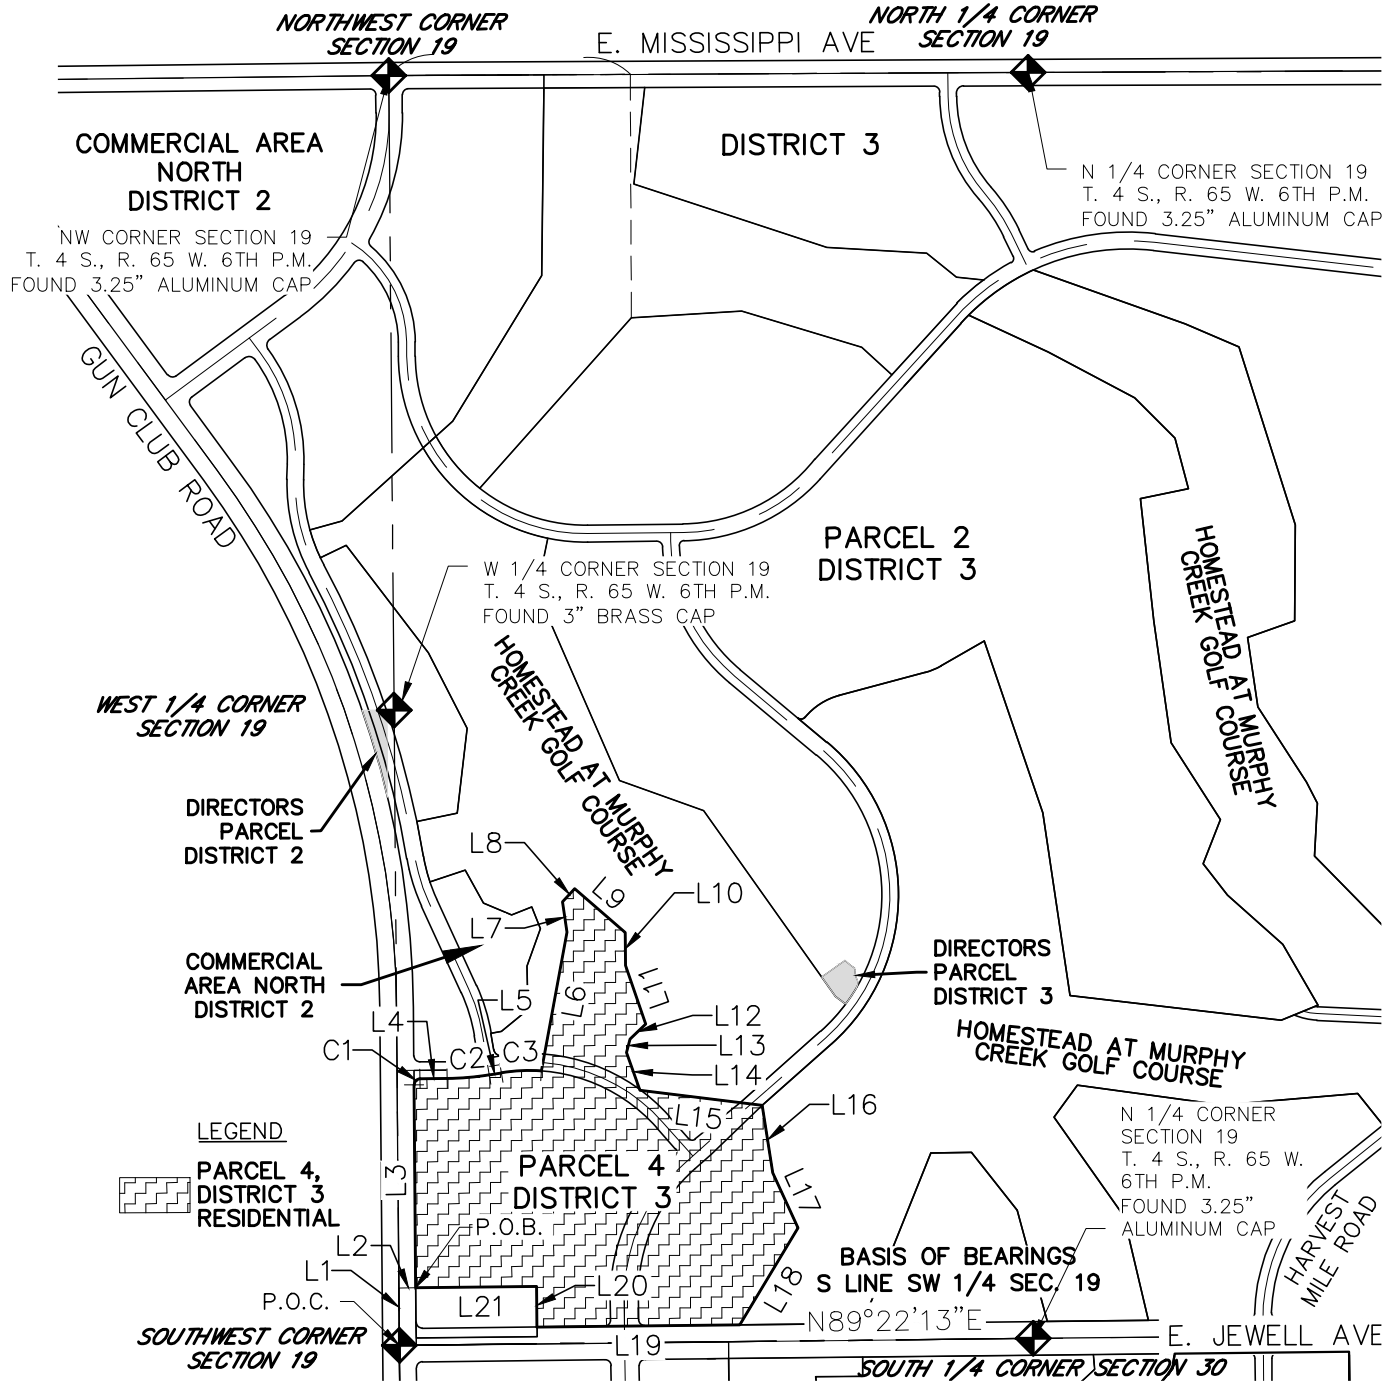 NORTHWEST CORNER
SECTION 19
E. MISSISSIPPI AVE
NORTH 1/4 CORNER
SECTION 19
COMMERCIAL AREA
NORTH
DISTRICT 2
DISTRICT 3
N 1/4 CORNER SECTION 19
T. 4 S., R. 65 W. 6TH P.M.
FOUND 3.25” ALUMINUM CAP
NW CORNER SECTION 19
T. 4 S., R. 65 W. 6TH P.M.
FOUND 3.25” ALUMINUM CAP
GUN CLUB ROAD
PARCEL 2
DISTRICT 3
W 1/4 CORNER SECTION 19
T. 4 S., R. 65 W. 6TH P.M.
FOUND 3” BRASS CAP
HOMESTEAD AT MURPHY
CREEK GOLF COURSE
HOMESTEAD AT MURPHY
CREEK GOLF COURSE
WEST 1/4 CORNER
SECTION 19
DIRECTORS
PARCEL
DISTRICT 2
L8
L9
L10
L7
COMMERCIAL
AREA NORTH
DISTRICT 2
DIRECTORS
PARCEL
DISTRICT 3
L5
L6
L11
L4
L12
C1
C2
C3
L13
L14
HOMESTEAD AT MURPHY
CREEK GOLF COURSE
L15
L16
LEGEND
PARCEL 4,
DISTRICT 3
RESIDENTIAL
L3
PARCEL 4
DISTRICT 3
L17
N 1/4 CORNER
SECTION 19
T. 4 S., R. 65 W.
6TH P.M.
FOUND 3.25”
ALUMINUM CAP
HARVEST
MILE ROAD
P.O.B.
L2
L1
P.O.C.
L20
L21
L18
BASIS OF BEARINGS
S LINE SW 1/4 SEC. 19
N89°22'13”E
SOUTHWEST CORNER
SECTION 19
L19
E. JEWELL AVE
SOUTH 1/4 CORNER SECTION 30